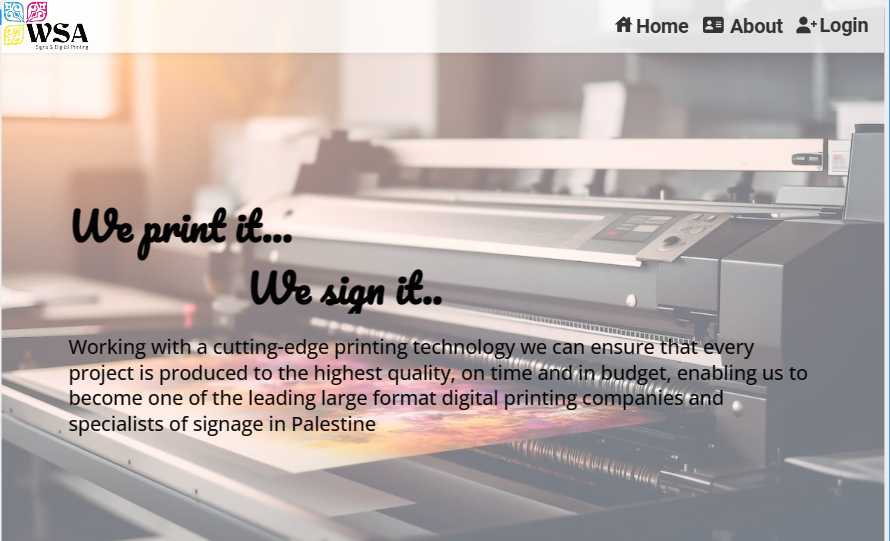 WSA
Signs & Digital Printing
Home About Login
We print it...
We sign it..
Working with a cutting-edge printing technology we can ensure that every
project is produced to the highest quality, on time and in budget, enabling us to
become one of the leading large format digital printing companies and
specialists of signage in Palestine